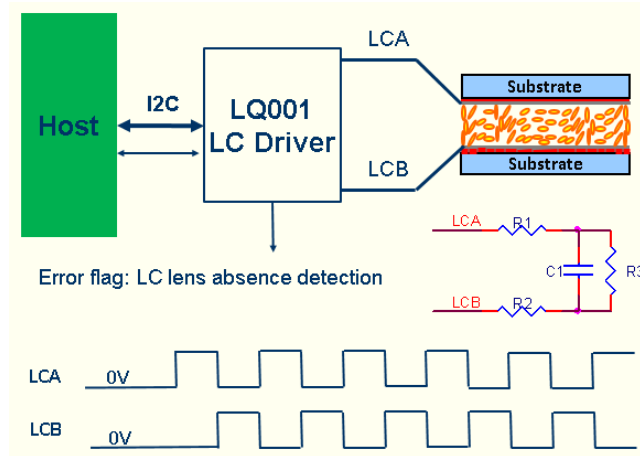 LCA
Substrate
I2C
Host
LQ001
LC Driver
LCB
Substrate
LCA
R1
C1
R3
LCB
R2
Error flag: LC lens absence detection
LCA
0V
LCB
0V